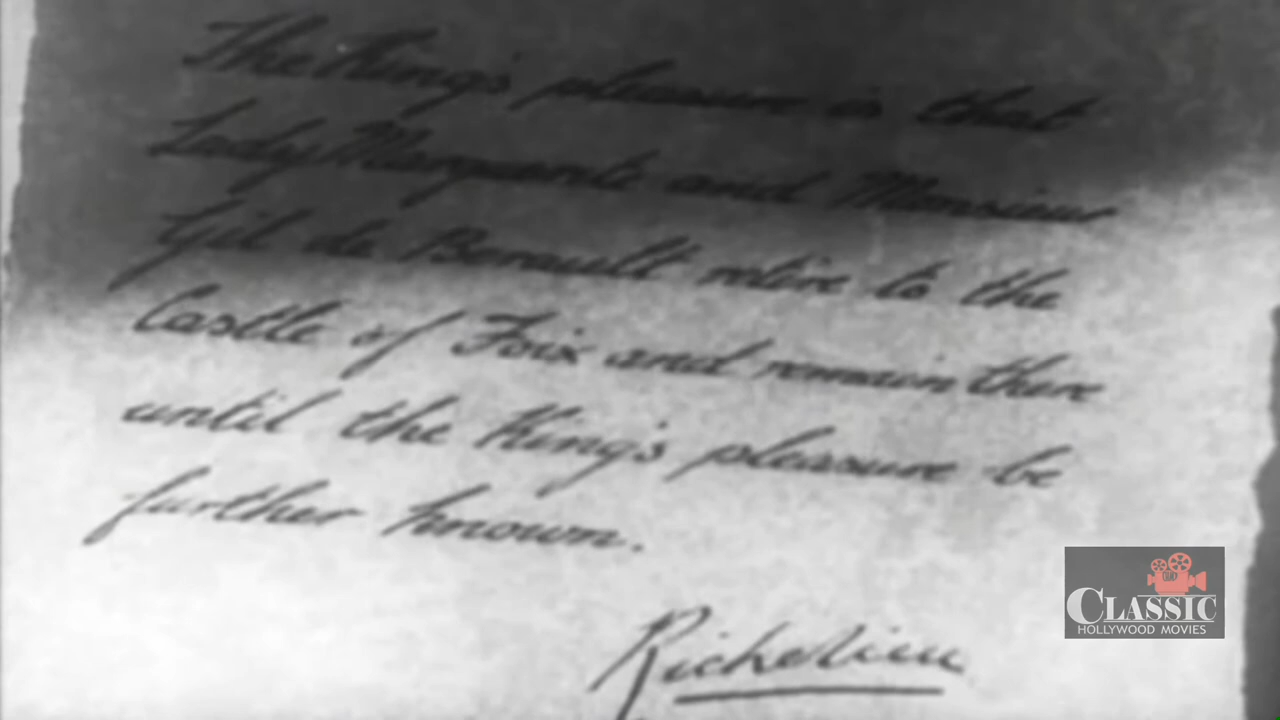 The King's pleasure is that
Lady Marguerite and Monsieur
Gil de Berault retire to the
Castle of Foix and remain there
until the King's pleasure be
further known.
Richelieu
CLASSIC
HOLLYWOOD MOVIES